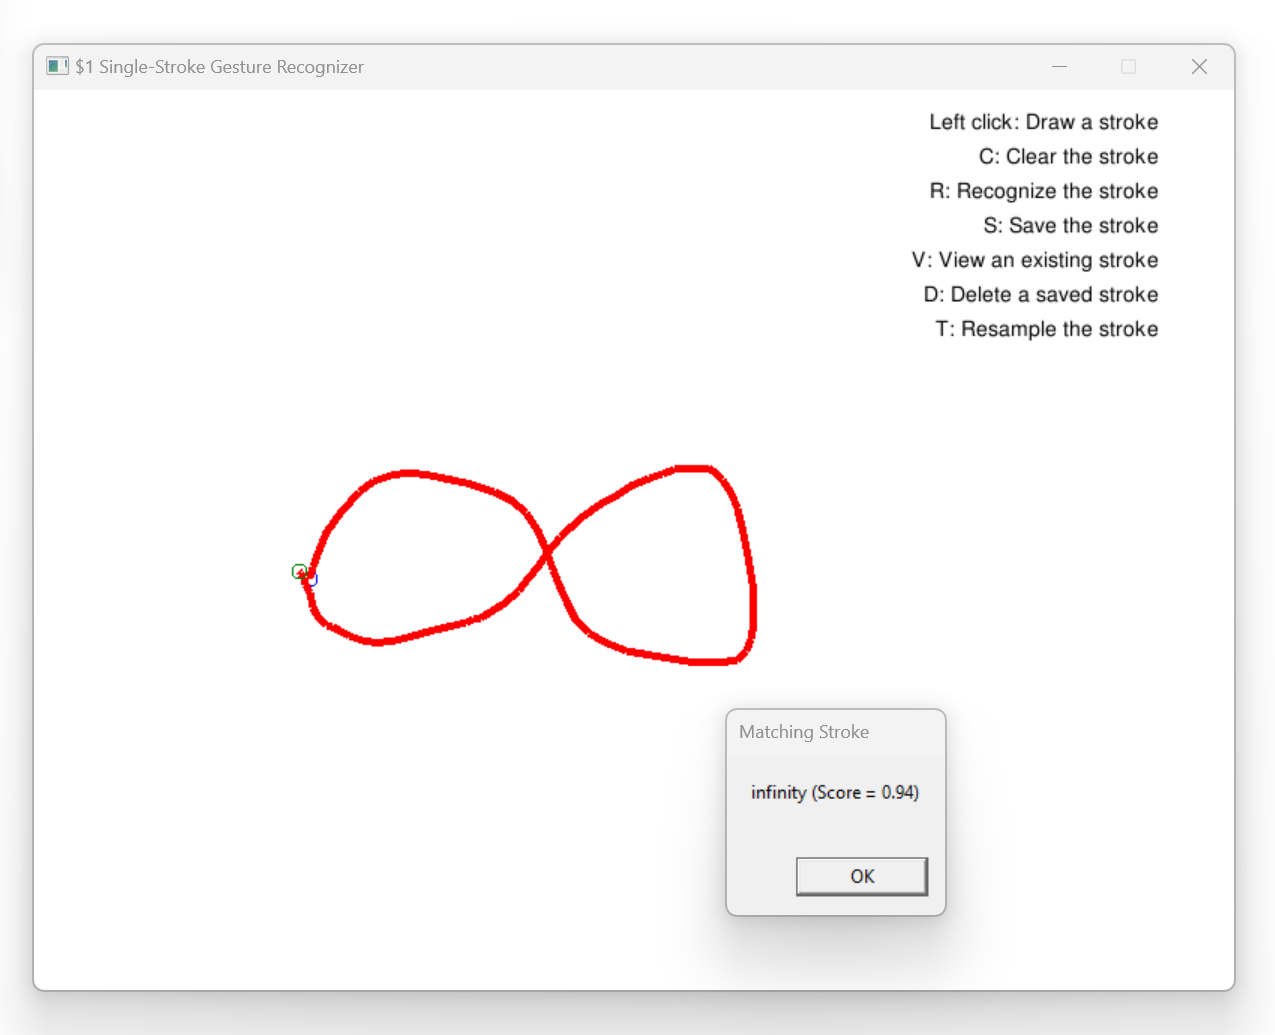 $1 Single-Stroke Gesture Recognizer
Left click: Draw a stroke
C: Clear the stroke
R: Recognize the stroke
S: Save the stroke
V: View an existing stroke
D: Delete a saved stroke
T: Resample the stroke
Matching Stroke
infinity (Score = 0.94)
OK